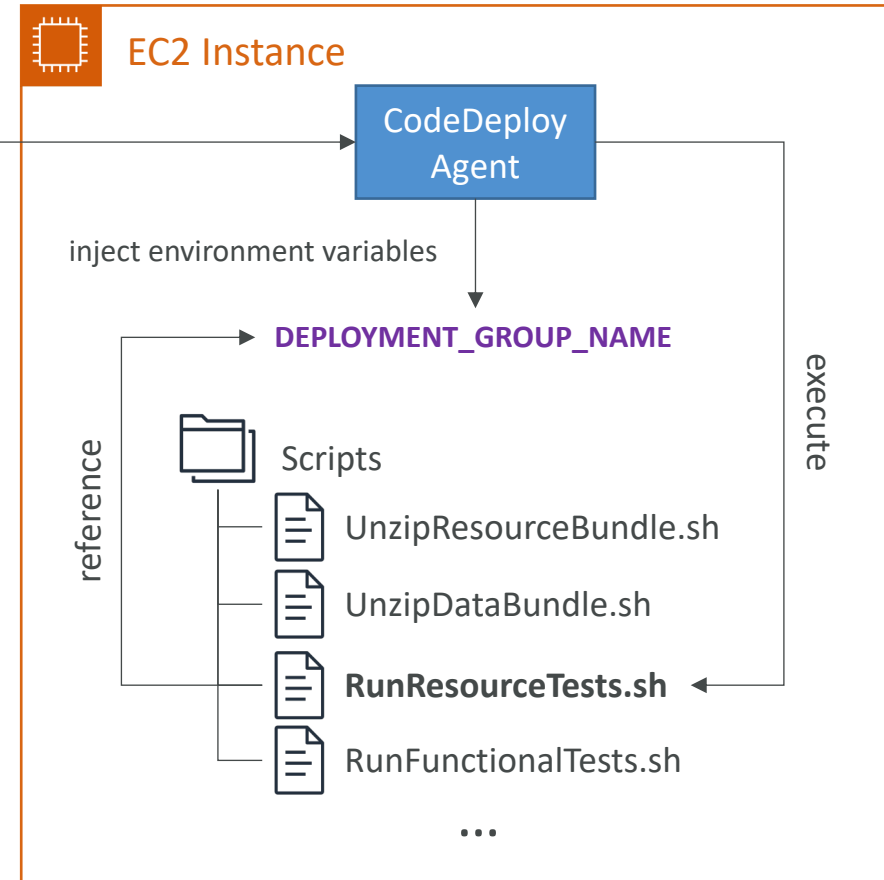 EC2 Instance
CodeDeploy
Agent
inject environment variables
DEPLOYMENT_GROUP_NAME
execute
reference
Scripts
UnzipResourceBundle.sh
UnzipDataBundle.sh
RunResourceTests.sh
RunFunctionalTests.sh
...